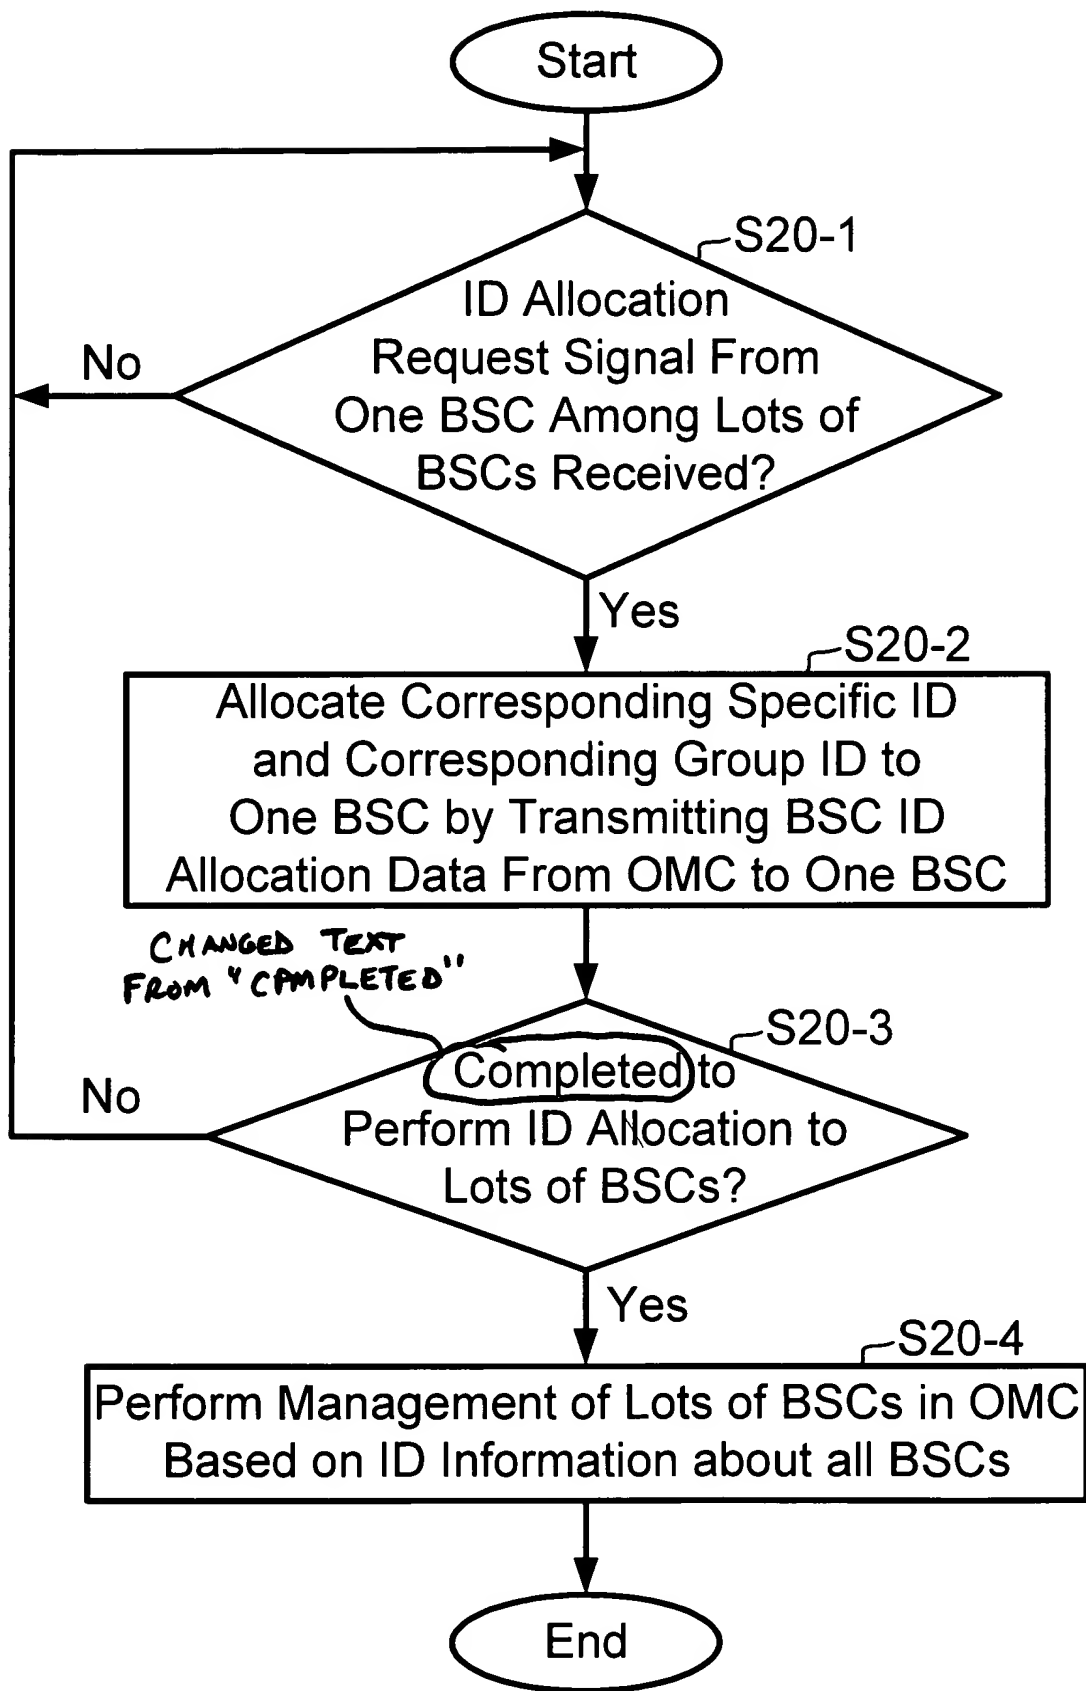 Start
S20-1
ID Allocation
Request Signal From
One BSC Among Lots of
BSCs Received?
No
Yes
S20-2
Allocate Corresponding Specific ID
and Corresponding Group ID to
One BSC by Transmitting BSC ID
Allocation Data From OMC to One BSC
CHANGED TEXT
FROM "CPMPLETED"
S20-3
Completed to
Perform ID Allocation to
Lots of BSCs?
No
Yes
S20-4
Perform Management of Lots of BSCs in OMC
Based on ID Information about all BSCs
End